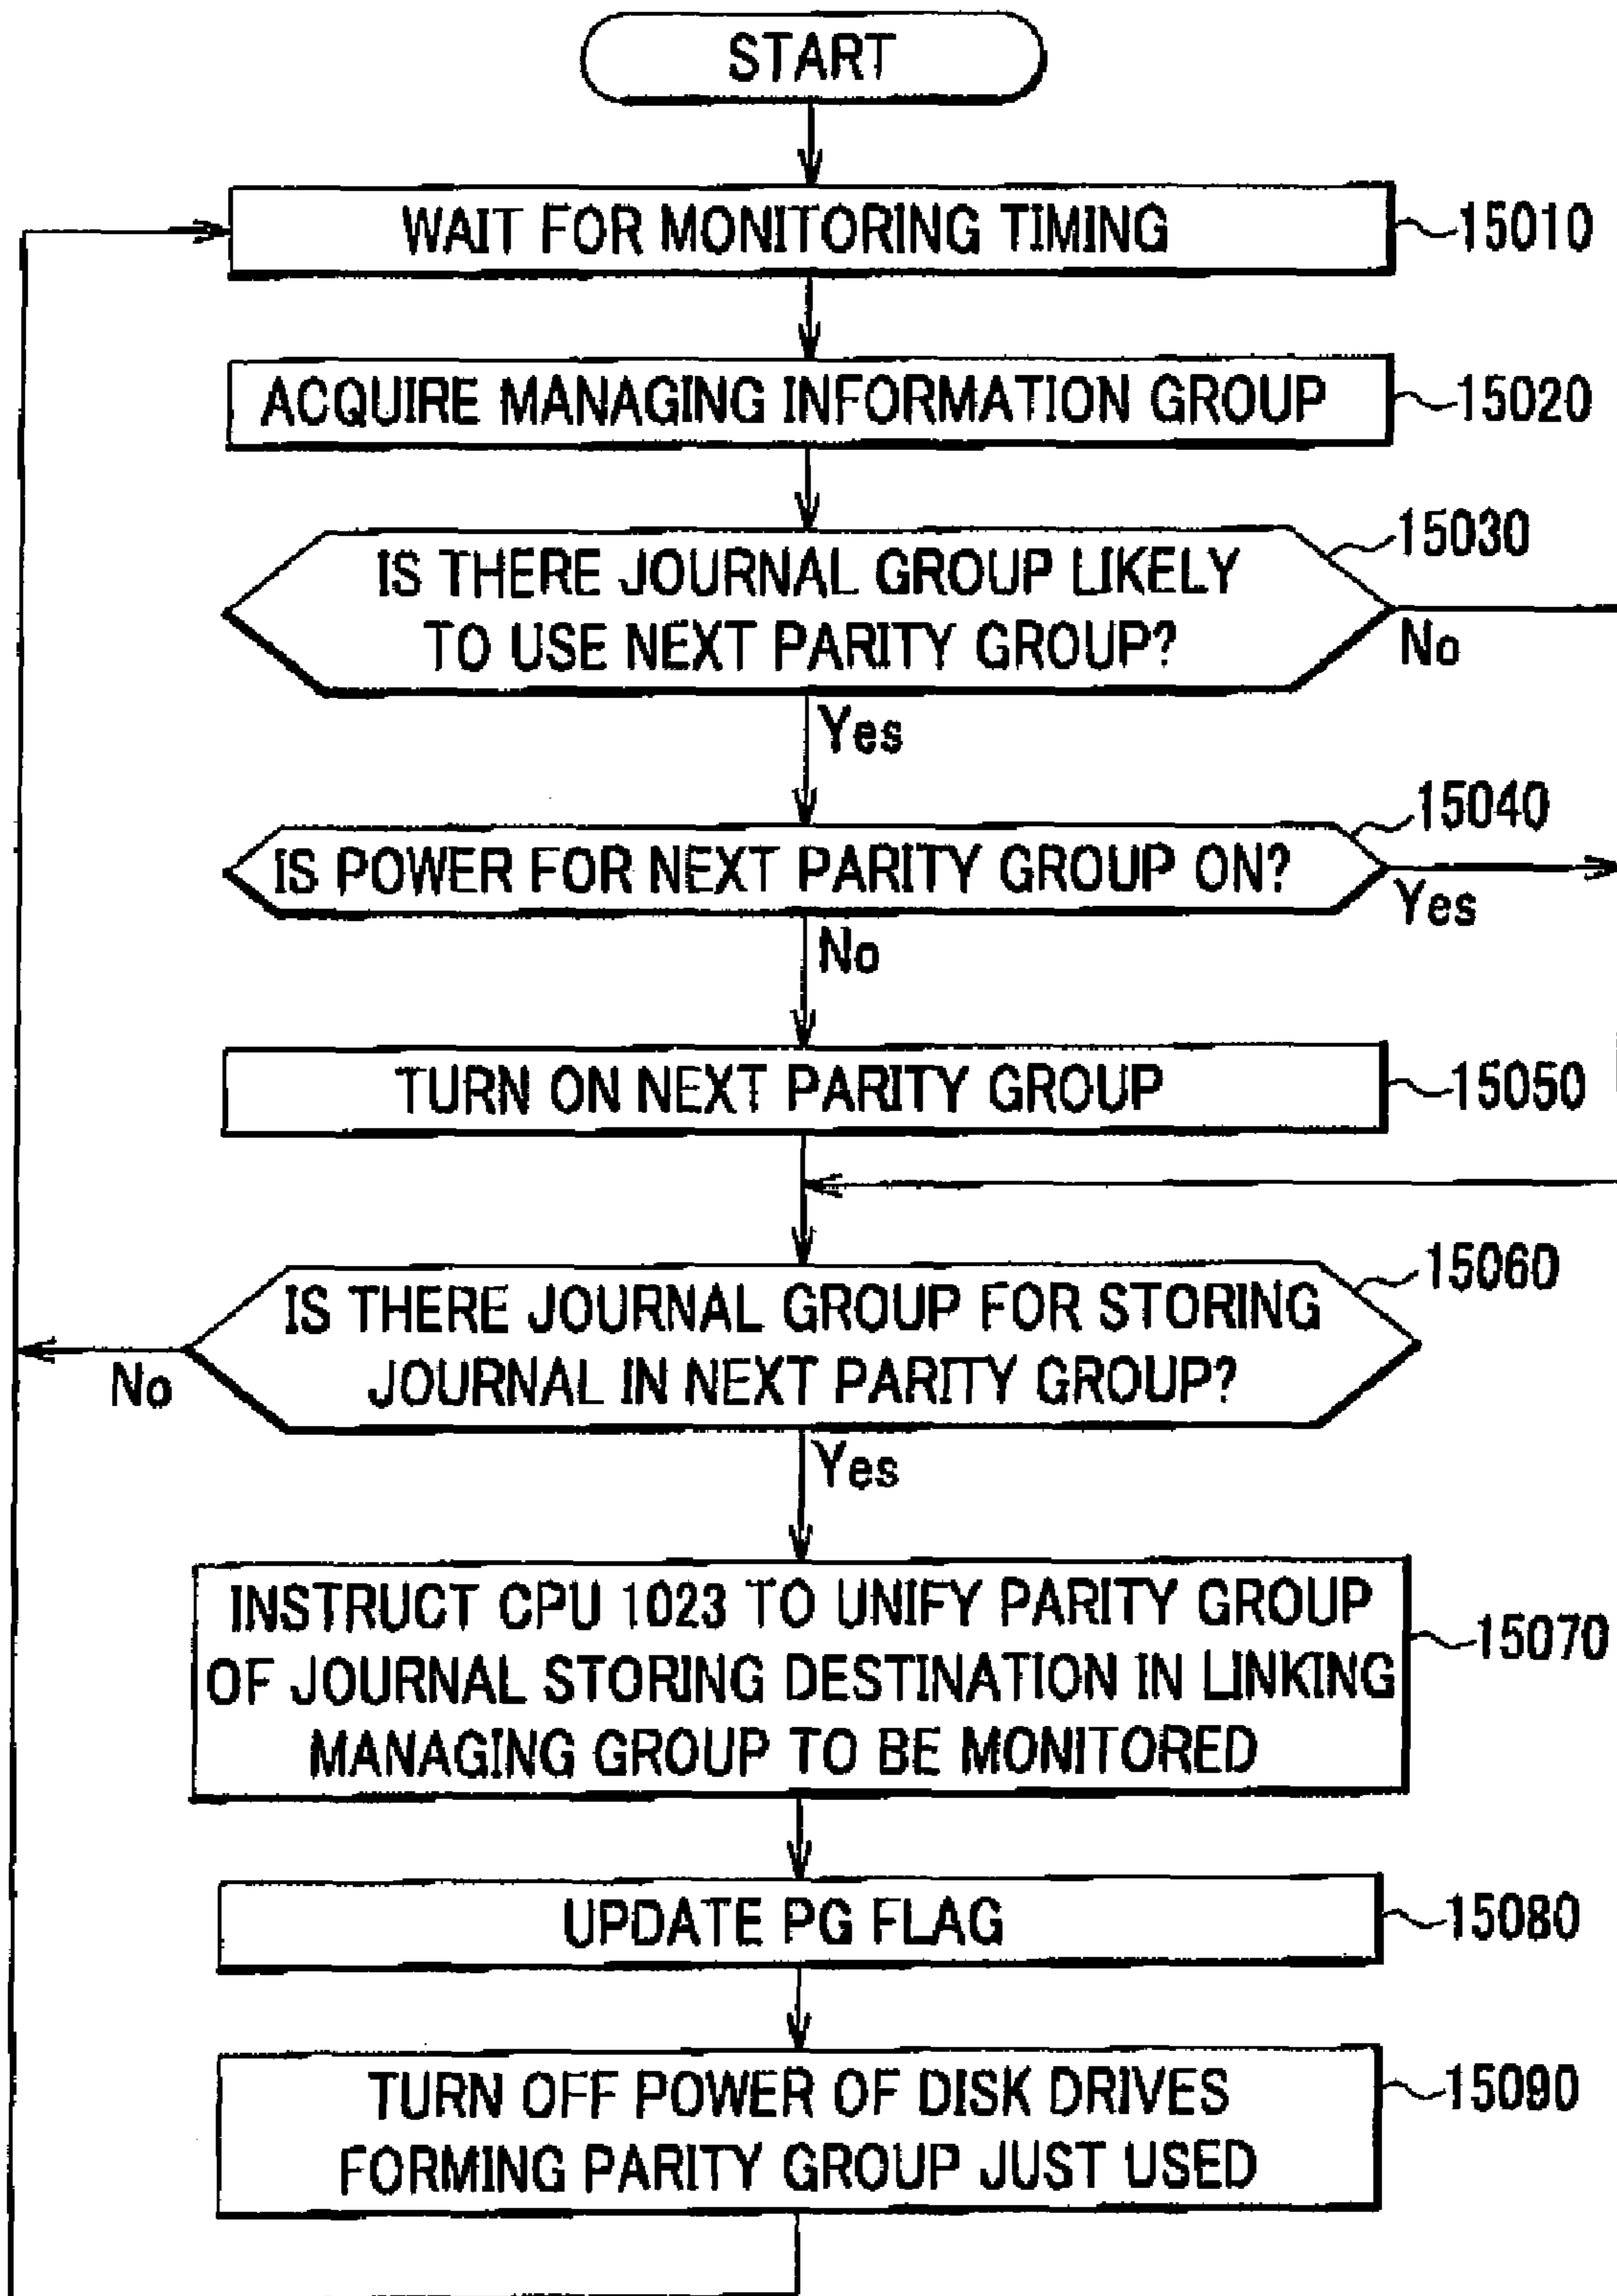 START
WAIT FOR MONITORING TIMING
15010
ACQUIRE MANAGING INFORMATION GROUP
15020
IS THERE JOURNAL GROUP LIKELY
TO USE NEXT PARITY GROUP?
15030
No
Yes
IS POWER FOR NEXT PARITY GROUP ON?
15040
Yes
No
TURN ON NEXT PARITY GROUP
15050
IS THERE JOURNAL GROUP FOR STORING
JOURNAL IN NEXT PARITY GROUP?
15060
No
Yes
INSTRUCT CPU 1023 TO UNIFY PARITY GROUP
OF JOURNAL STORING DESTINATION IN LINKING
MANAGING GROUP TO BE MONITORED
15070
UPDATE PG FLAG
15080
TURN OFF POWER OF DISK DRIVES
FORMING PARITY GROUP JUST USED
15090